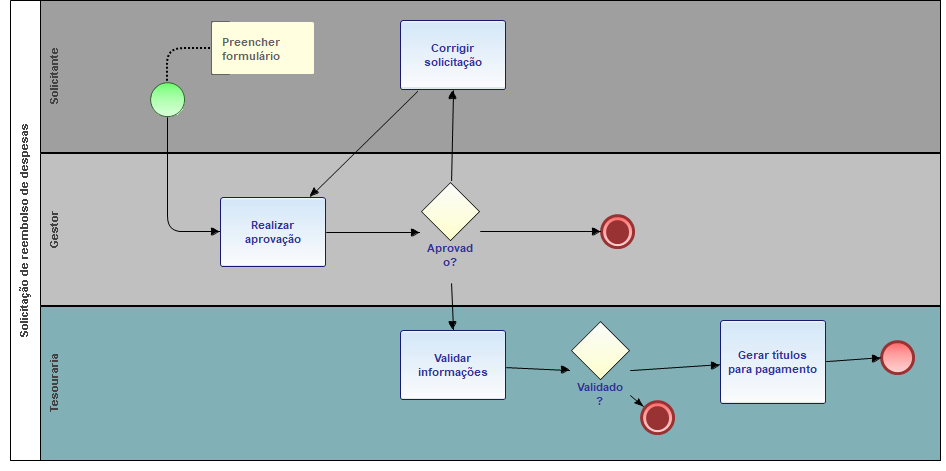 Solicitação de reembolso de despesas
Solicitante
Preencher
formulário
Corrigir
solicitação
Gestor
Realizar
aprovação
Aprovad
o?
Tesouraria
Validar
informações
Validado
?
Gerar títulos
para pagamento